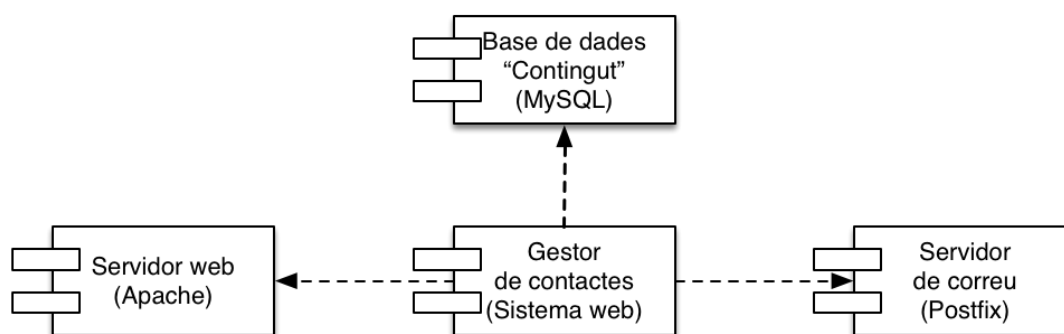 Base de dades
“Contingut”
(MySQL)
Servidor web
(Apache)
Gestor
de contactes
(Sistema web)
Servidor
de correu
(Postfix)